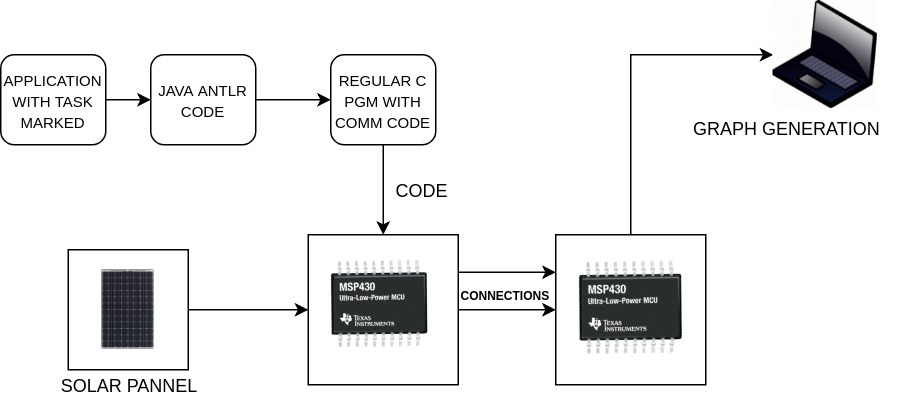 APPLICATION
WITH TASK
MARKED
JAVA ANTLR
CODE
REGULAR C
PGM WITH
COMM CODE
GRAPH GENERATION
CODE
MSP430
Ultra-Low-Power MCU
TEXAS
INSTRUMENTS
CONNECTIONS
MSP430
Ultra-Low-Power MCU
TEXAS
INSTRUMENTS
SOLAR PANNEL